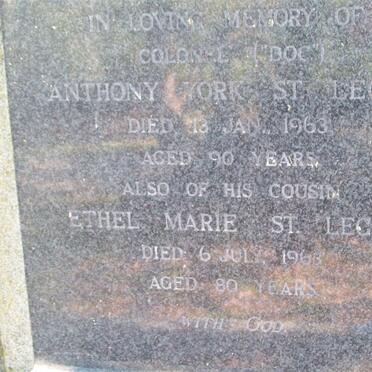 IN LOVING MEMORY OF
COLONEL ("DOC")
ANTHONY YORK ST. LEG
DIED 13 JAN. 1963
AGED 90 YEARS
ALSO OF HIS COUSIN
ETHEL MARIE ST. LEG
DIED 6 JULY 1963
AGED 80 YEARS
WITH GOD